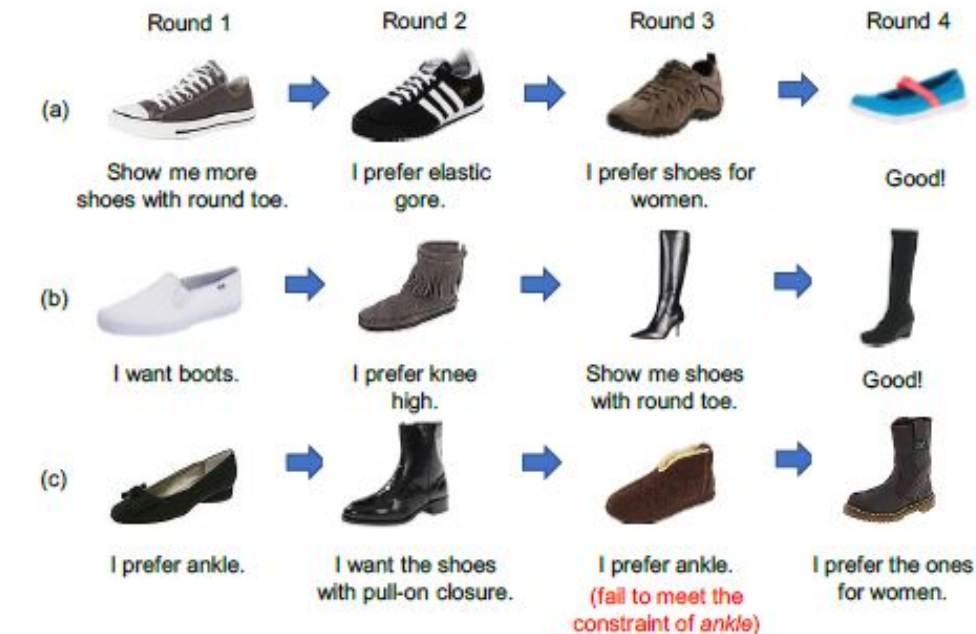 Round 1 Round 2 Round 3 Round 4
(a)
Show me more
shoes with round toe.
I prefer elastic
gore.
I prefer shoes for
women.
Good!
(b)
I want boots.
I prefer knee
high.
Show me shoes
with round toe.
Good!
(c)
I prefer ankle.
I want the shoes
with pull-on closure.
I prefer ankle.
(fail to meet the
constraint of ankle)
I prefer the ones
for women.